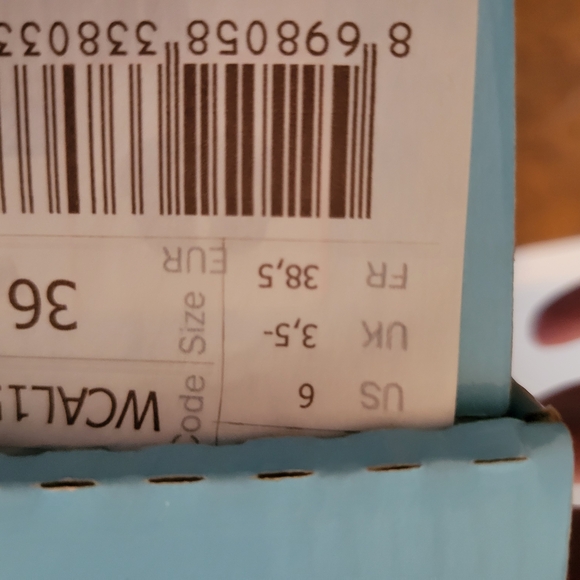 US 6
UK 3,5-
FR 38,5
Code WCAL1
Size EUR 36
8 698058 33803